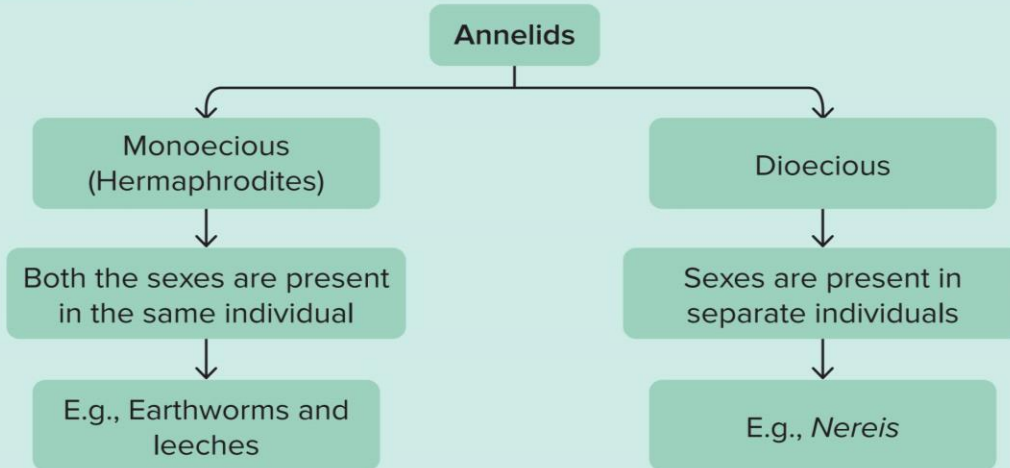 Annelids
Monoecious
(Hermaphrodites)
Both the sexes are present
in the same individual
E.g., Earthworms and
leeches
Dioecious
Sexes are present in
separate individuals
E.g., Nereis